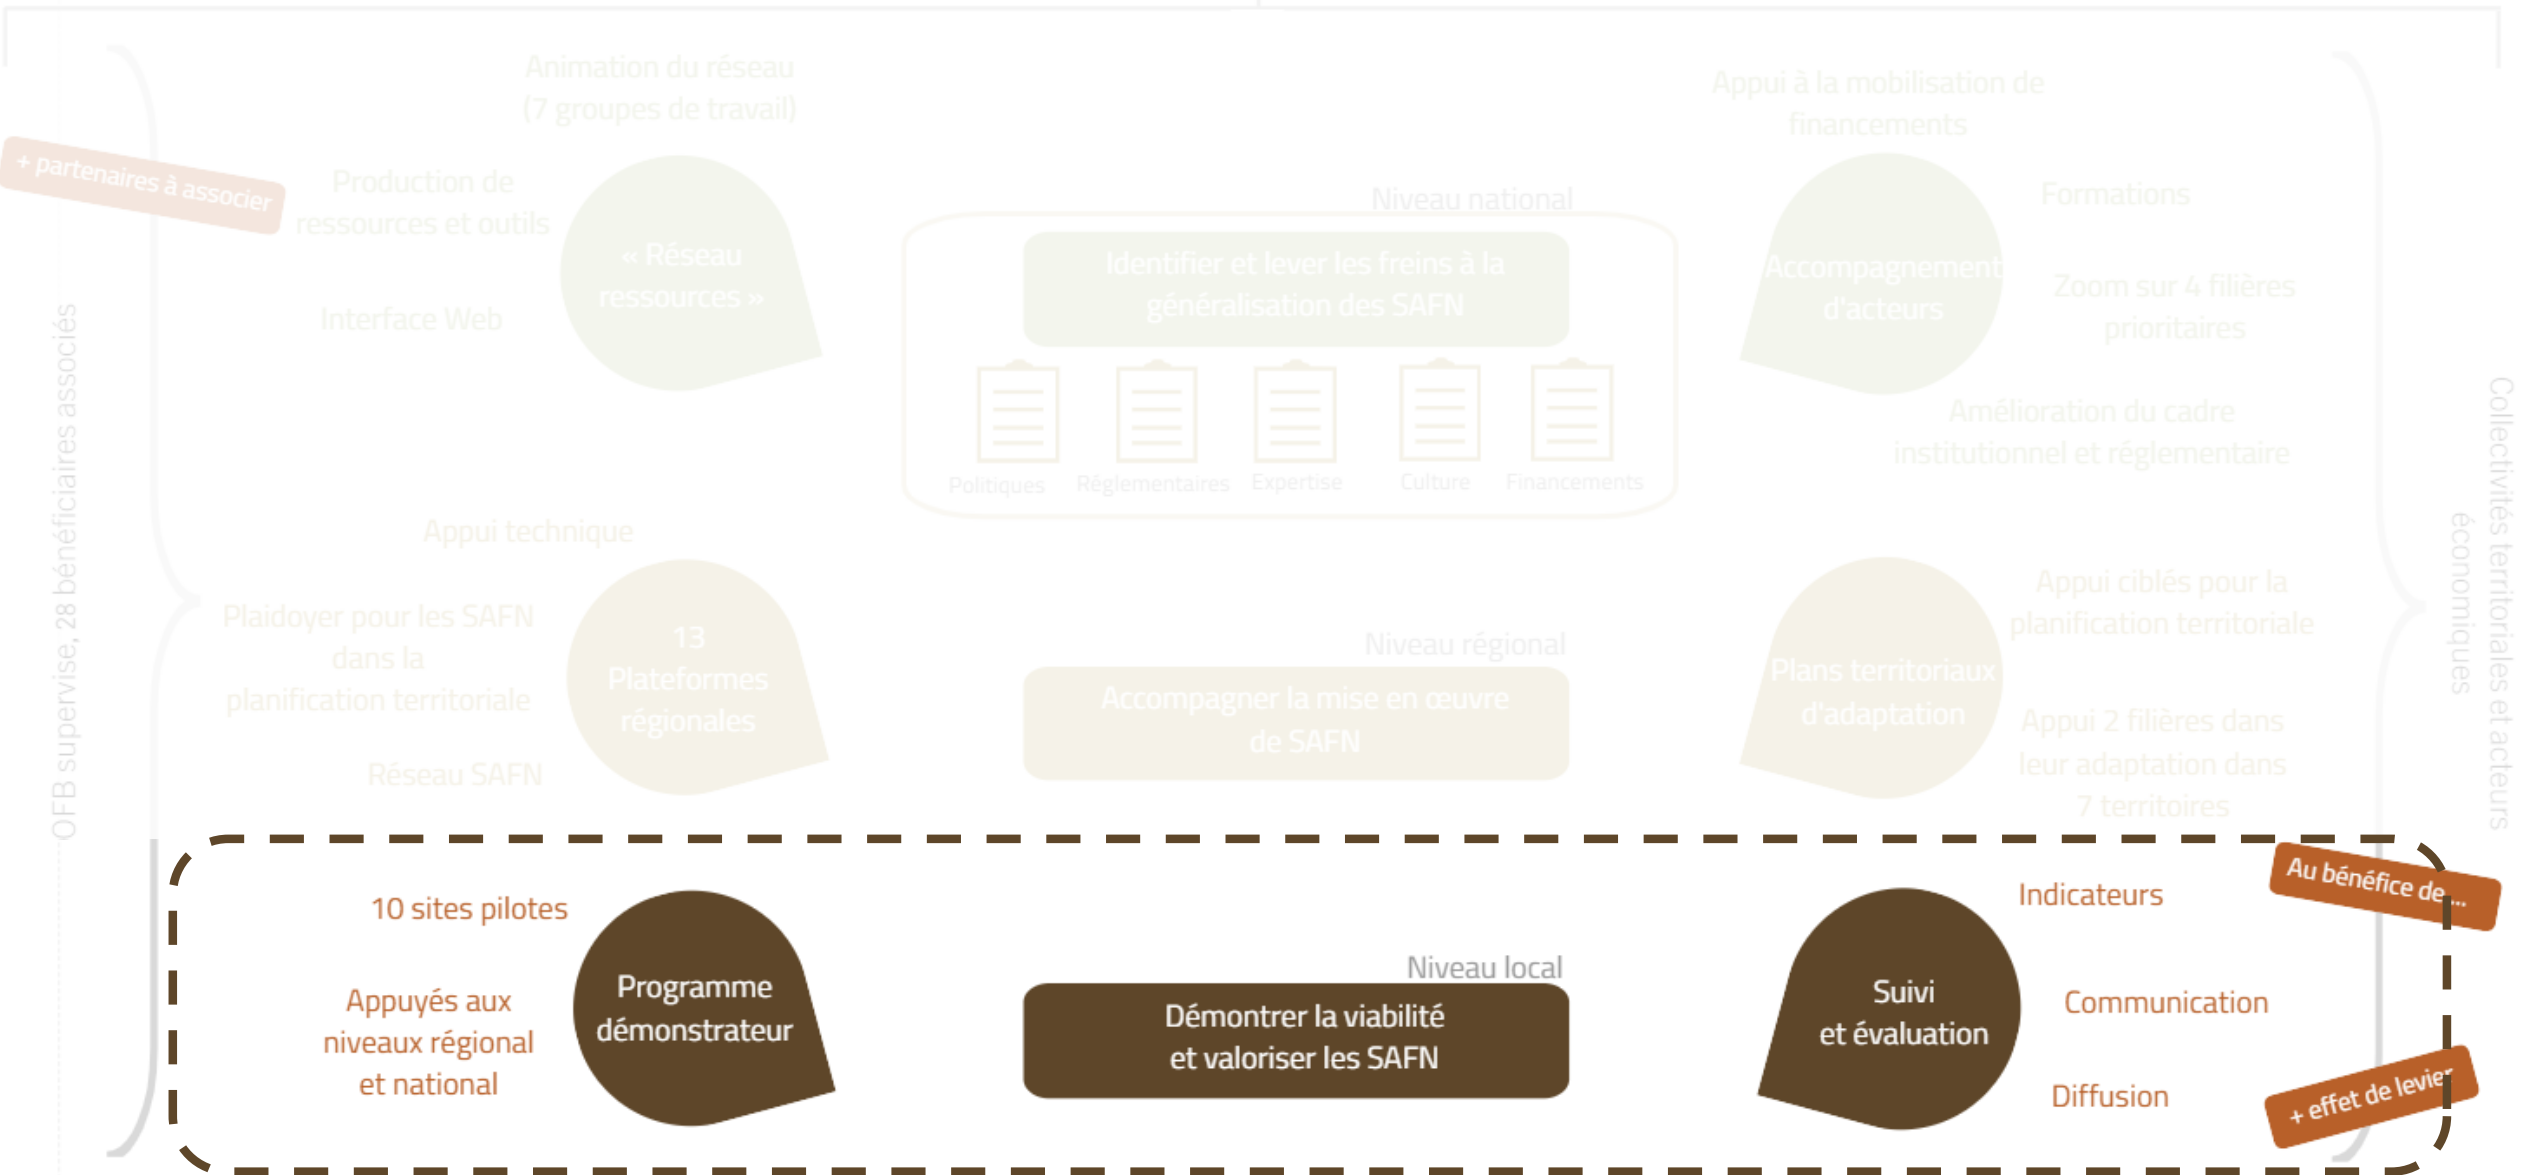 Animation du réseau
(7 groupes de travail)
+ partenaires à associer
Production de
ressources et outils
Interface Web
« Réseau
ressources »
Niveau national
Identifier et lever les freins à la
généralisation des SAFN
Politiques
Réglementaires
Expertise
Culture
Financements
Appui à la mobilisation de
financements
Accompagnement
d'acteurs
Formations
Zoom sur 4 filières
prioritaires
Amélioration du cadre
institutionnel et réglementaire
OFB supervise, 28 bénéficiaires associés
Collectivités territoriales et acteurs
économiques
Appui technique
Plaidoyer pour les SAFN
dans la
planification territoriale
Réseau SAFN
13
Plateformes
régionales
Niveau régional
Accompagner la mise en œuvre
de SAFN
Plans territoriaux
d'adaptation
Appui ciblés pour la
planification territoriale
Appui 2 filières dans
leur adaptation dans
7 territoires
10 sites pilotes
Appuyés aux
niveaux régional
et national
Programme
démonstrateur
Niveau local
Démontrer la viabilité
et valoriser les SAFN
Suivi
et évaluation
Indicateurs
Communication
Diffusion
Au bénéfice de...
+ effet de levier